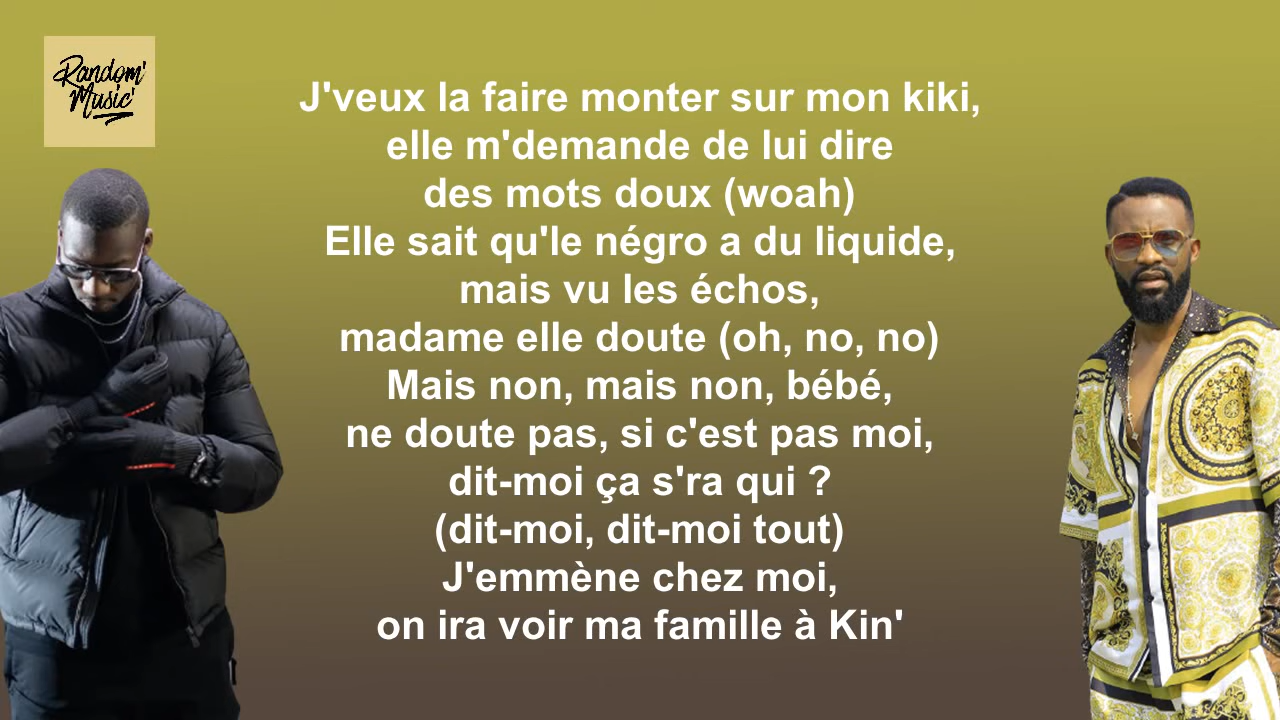 Random'
Music'
J'veux la faire monter sur mon kiki,
elle m'demande de lui dire
des mots doux (woah)
Elle sait qu'le négro a du liquide,
mais vu les échos,
madame elle doute (oh, no, no)
Mais non, mais non, bébé,
ne doute pas, si c'est pas moi,
dit-moi ça s'ra qui ?
(dit-moi, dit-moi tout)
J'emmène chez moi,
on ira voir ma famille à Kin'